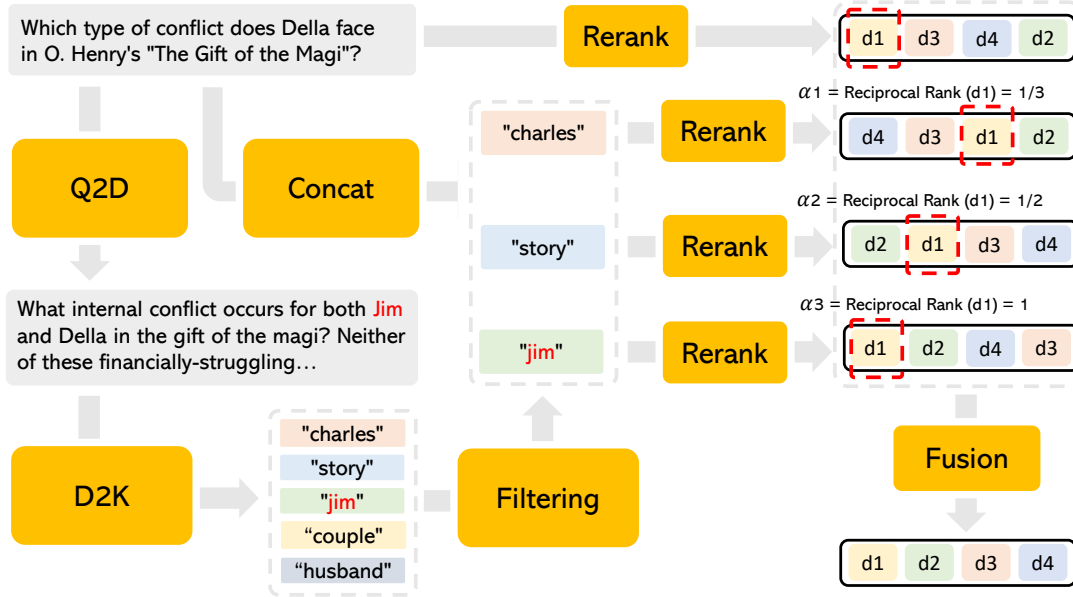 Which type of conflict does Della face
in O. Henry's "The Gift of the Magi"?
Rerank
d1 d3 d4 d2
α1 = Reciprocal Rank (d1) = 1/3
"charles"
Rerank
d4 d3 d1 d2
Q2D
Concat
α2 = Reciprocal Rank (d1) = 1/2
"story"
Rerank
d2 d1 d3 d4
What internal conflict occurs for both Jim
and Della in the gift of the magi? Neither
of these financially-struggling…
α3 = Reciprocal Rank (d1) = 1
"jim"
Rerank
d1 d2 d4 d3
D2K
"charles"
"story"
"jim"
“couple"
“husband"
Filtering
Fusion
d1 d2 d3 d4